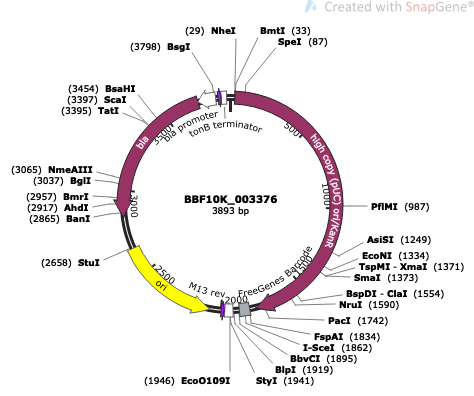 Created with SnapGene®
(29) NheI
BmtI (33)
SpeI (87)
(3798) BsgI
(3454) BsaHI
(3397) ScaI
(3395) TatI
(3065) NmeAIII
(3037) BglI
(2957) BmrI
(2917) AhdI
(2865) BanI
(2658) StuI
(1946) EcoO109I
StyI (1941)
BlpI (1919)
BbvCI (1895)
I-SceI (1862)
FspAI (1834)
PacI (1742)
NruI (1590)
BspDI - ClaI (1554)
SmaI (1373)
TspMI - XmaI (1371)
EcoNI (1334)
AsiSI (1249)
PflMI (987)
bla promoter
tonB terminator
bla
high copy (pUC) ori/KanR
FreeGenes Barcode
M13 rev
ori
500
1000
1500
2000
2500
3000
3500
BBF10K_003376
3893 bp